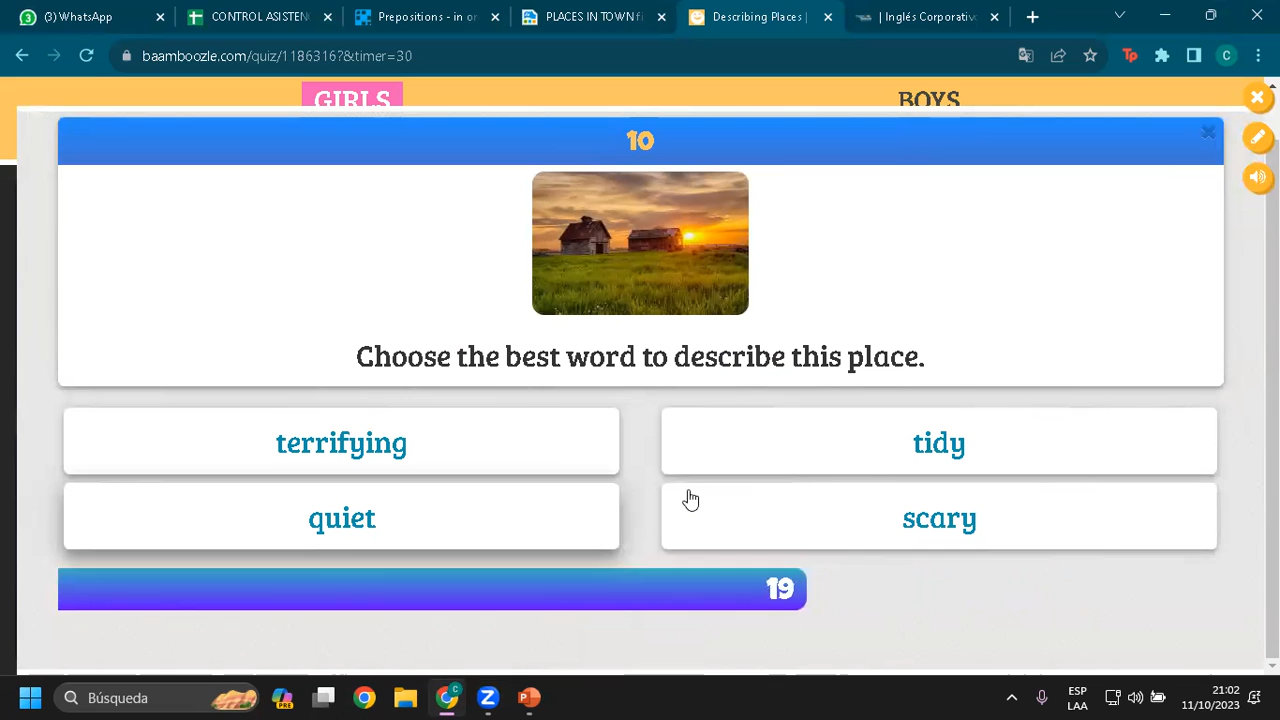 (3) WhatsApp
CONTROL ASISTEN
Prepositions - in o
PLACES IN TOWN f
Describing Places |
| Inglés Corporativ
baamboozle.com/quiz/1186316?&timer=30
GIRLS
BOYS
10
Choose the best word to describe this place.
terrifying
tidy
quiet
scary
19
Búsqueda
ESP
LAA
21:02
11/10/2023